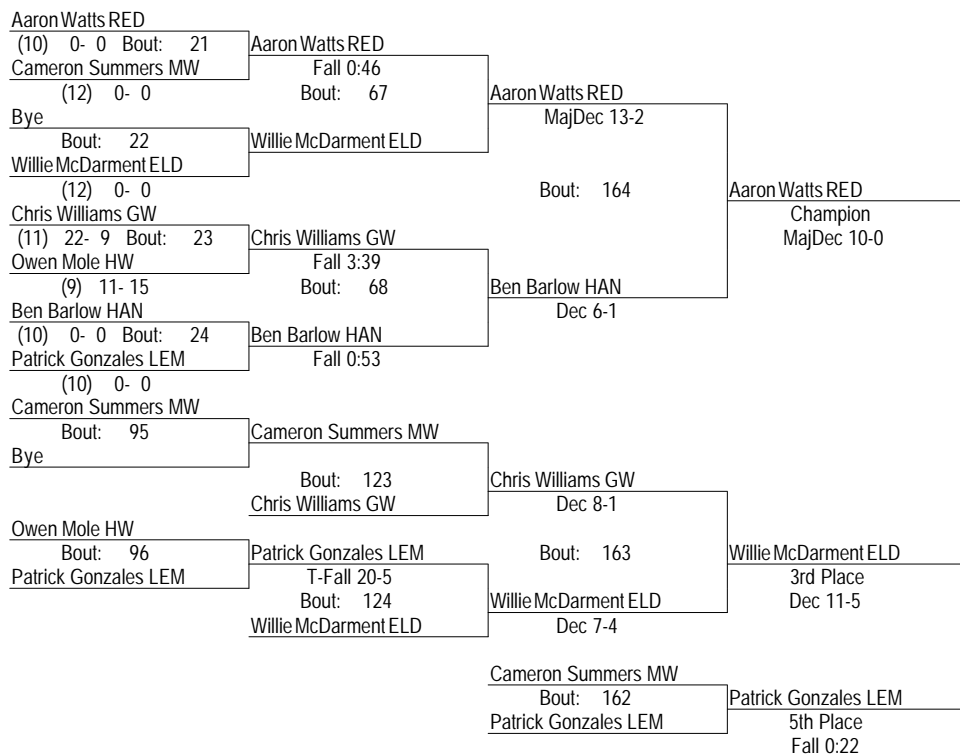 Aaron Watts RED
(10) 0- 0 Bout: 21
Aaron Watts RED
Cameron Summers MW
Fall 0:46
(12) 0- 0
Bout: 67
Aaron Watts RED
Bye
MajDec 13-2
Bout: 22
Willie McDarment ELD
Willie McDarment ELD
(12) 0- 0
Bout: 164
Aaron Watts RED
Chris Williams GW
Champion
(11) 22- 9 Bout: 23
Chris Williams GW
MajDec 10-0
Owen Mole HW
Fall 3:39
(9) 11- 15
Bout: 68
Ben Barlow HAN
Ben Barlow HAN
Dec 6-1
(10) 0- 0 Bout: 24
Ben Barlow HAN
Patrick Gonzales LEM
Fall 0:53
(10) 0- 0
Cameron Summers MW
Bout: 95
Cameron Summers MW
Bye
Bout: 123
Chris Williams GW
Chris Williams GW
Dec 8-1
Owen Mole HW
Bout: 96
Patrick Gonzales LEM
Bout: 163
Willie McDarment ELD
Patrick Gonzales LEM
T-Fall 20-5
3rd Place
Bout: 124
Willie McDarment ELD
Dec 11-5
Willie McDarment ELD
Dec 7-4
Cameron Summers MW
Bout: 162
Patrick Gonzales LEM
Patrick Gonzales LEM
5th Place
Fall 0:22